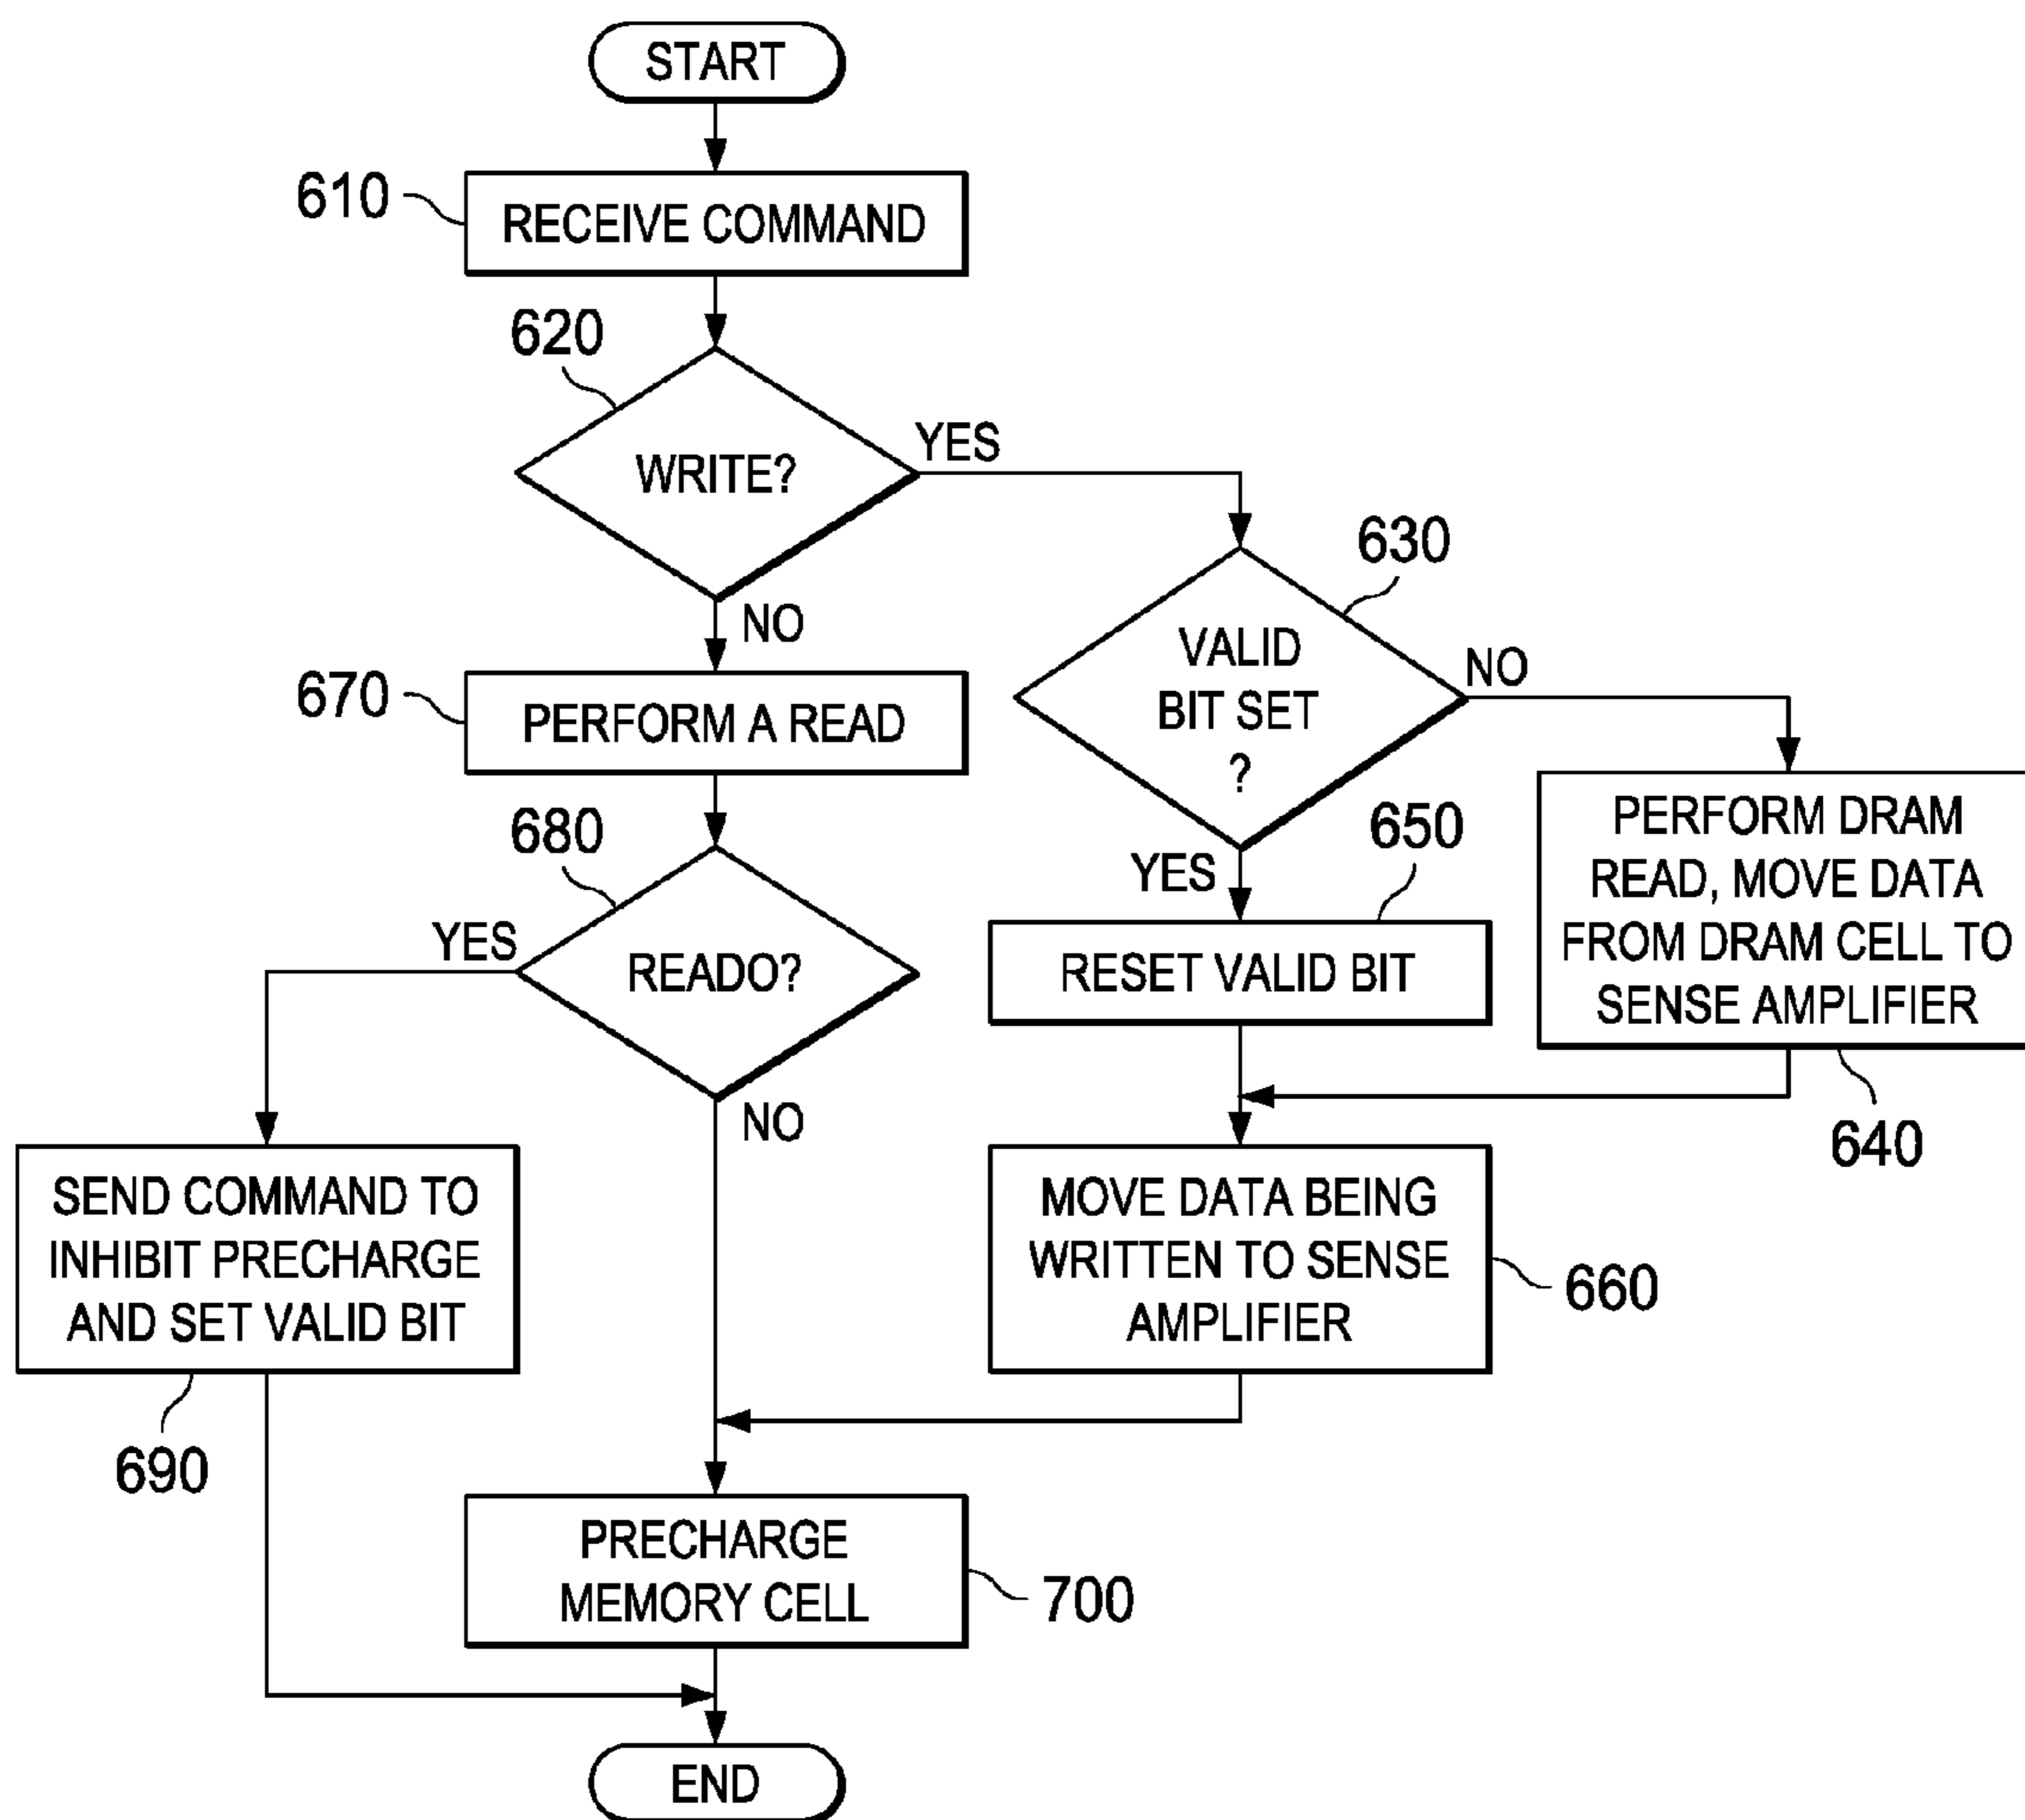 START
610
RECEIVE COMMAND
620
WRITE?
YES
NO
630
VALID
BIT SET
?
NO
YES
670
PERFORM A READ
680
READO?
YES
NO
650
RESET VALID BIT
PERFORM DRAM
READ, MOVE DATA
FROM DRAM CELL TO
SENSE AMPLIFIER
640
SEND COMMAND TO
INHIBIT PRECHARGE
AND SET VALID BIT
690
MOVE DATA BEING
WRITTEN TO SENSE
AMPLIFIER
660
PRECHARGE
MEMORY CELL
700
END